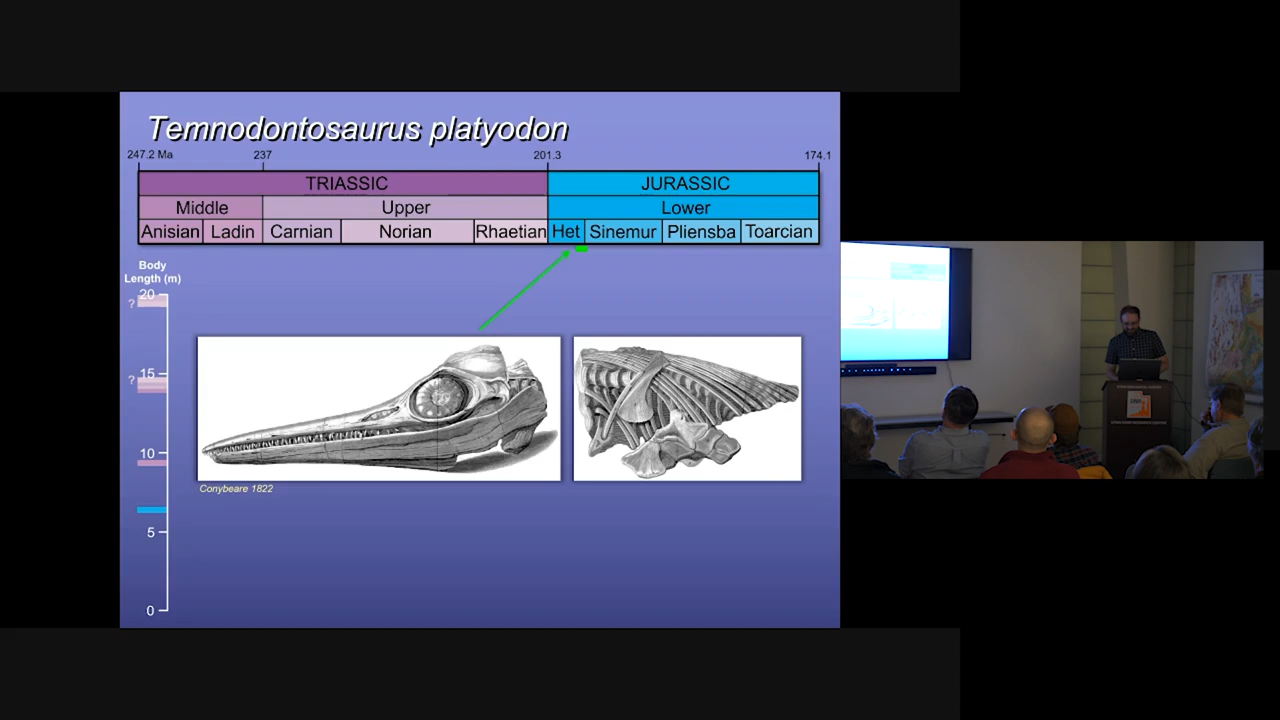 Temnodontosaurus platyodon
247.2 Ma 237 201.3 174.1
TRIASSIC JURASSIC
Middle Upper Lower
Anisian Ladin Carnian Norian Rhaetian Het Sinemur Pliensba Toarcian
Body
Length (m)
20
?
15
?
10
5
0
Conybeare 1822